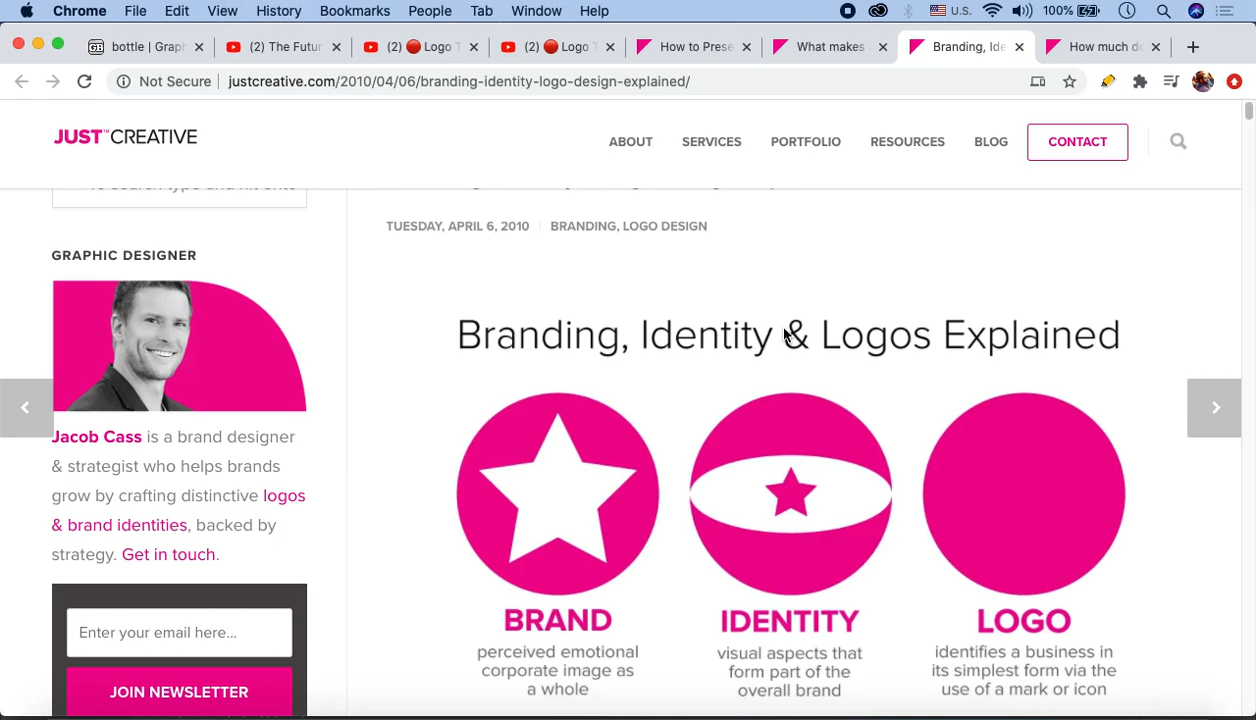 Chrome File Edit View History Bookmarks People Tab Window Help U.S. 100%
bottle | Grap (2) The Futur (2) Logo T (2) Logo T How to Prese What makes Branding, Ide How much do
Not Secure justcreative.com/2010/04/06/branding-identity-logo-design-explained/
JUST™CREATIVE
ABOUT SERVICES PORTFOLIO RESOURCES BLOG CONTACT
TUESDAY, APRIL 6, 2010 BRANDING, LOGO DESIGN
GRAPHIC DESIGNER
Jacob Cass is a brand designer
& strategist who helps brands
grow by crafting distinctive logos
& brand identities, backed by
strategy. Get in touch.
Enter your email here...
JOIN NEWSLETTER
Branding, Identity & Logos Explained
BRAND
perceived emotional
corporate image as
a whole
IDENTITY
visual aspects that
form part of the
overall brand
LOGO
identifies a business in
its simplest form via the
use of a mark or icon